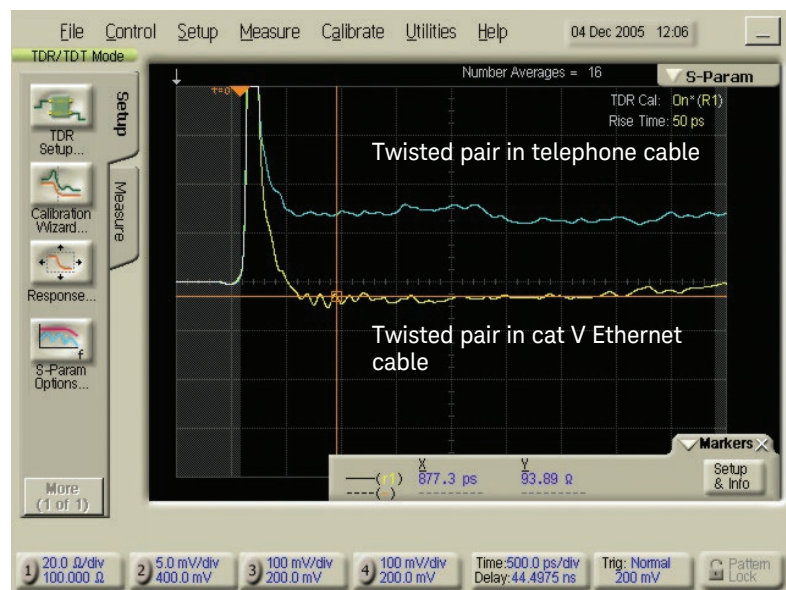 File Control Setup Measure Calibrate Utilities Help 04 Dec 2005 12:06
TDR/TDT Mode
Number Averages = 16
S-Param
τ=0
TDR Cal: On*(R1)
Rise Time: 50 ps
Setup
Measure
TDR
Setup...
Calibration
Wizard...
Response...
f
S-Param
Options...
More
(1 of 1)
Twisted pair in telephone cable
Twisted pair in cat V Ethernet
cable
Markers
X Y
(r1) 877.3 ps 93.89 Ω
Setup
& Info
1 20.0 Ω/div
100.000 Ω
2 5.0 mV/div
400.0 mV
3 100 mV/div
200.0 mV
4 100 mV/div
200.0 mV
Time:500.0 ps/div
Delay:44.4975 ns
Trig: Normal
200 mV
Pattern
Lock